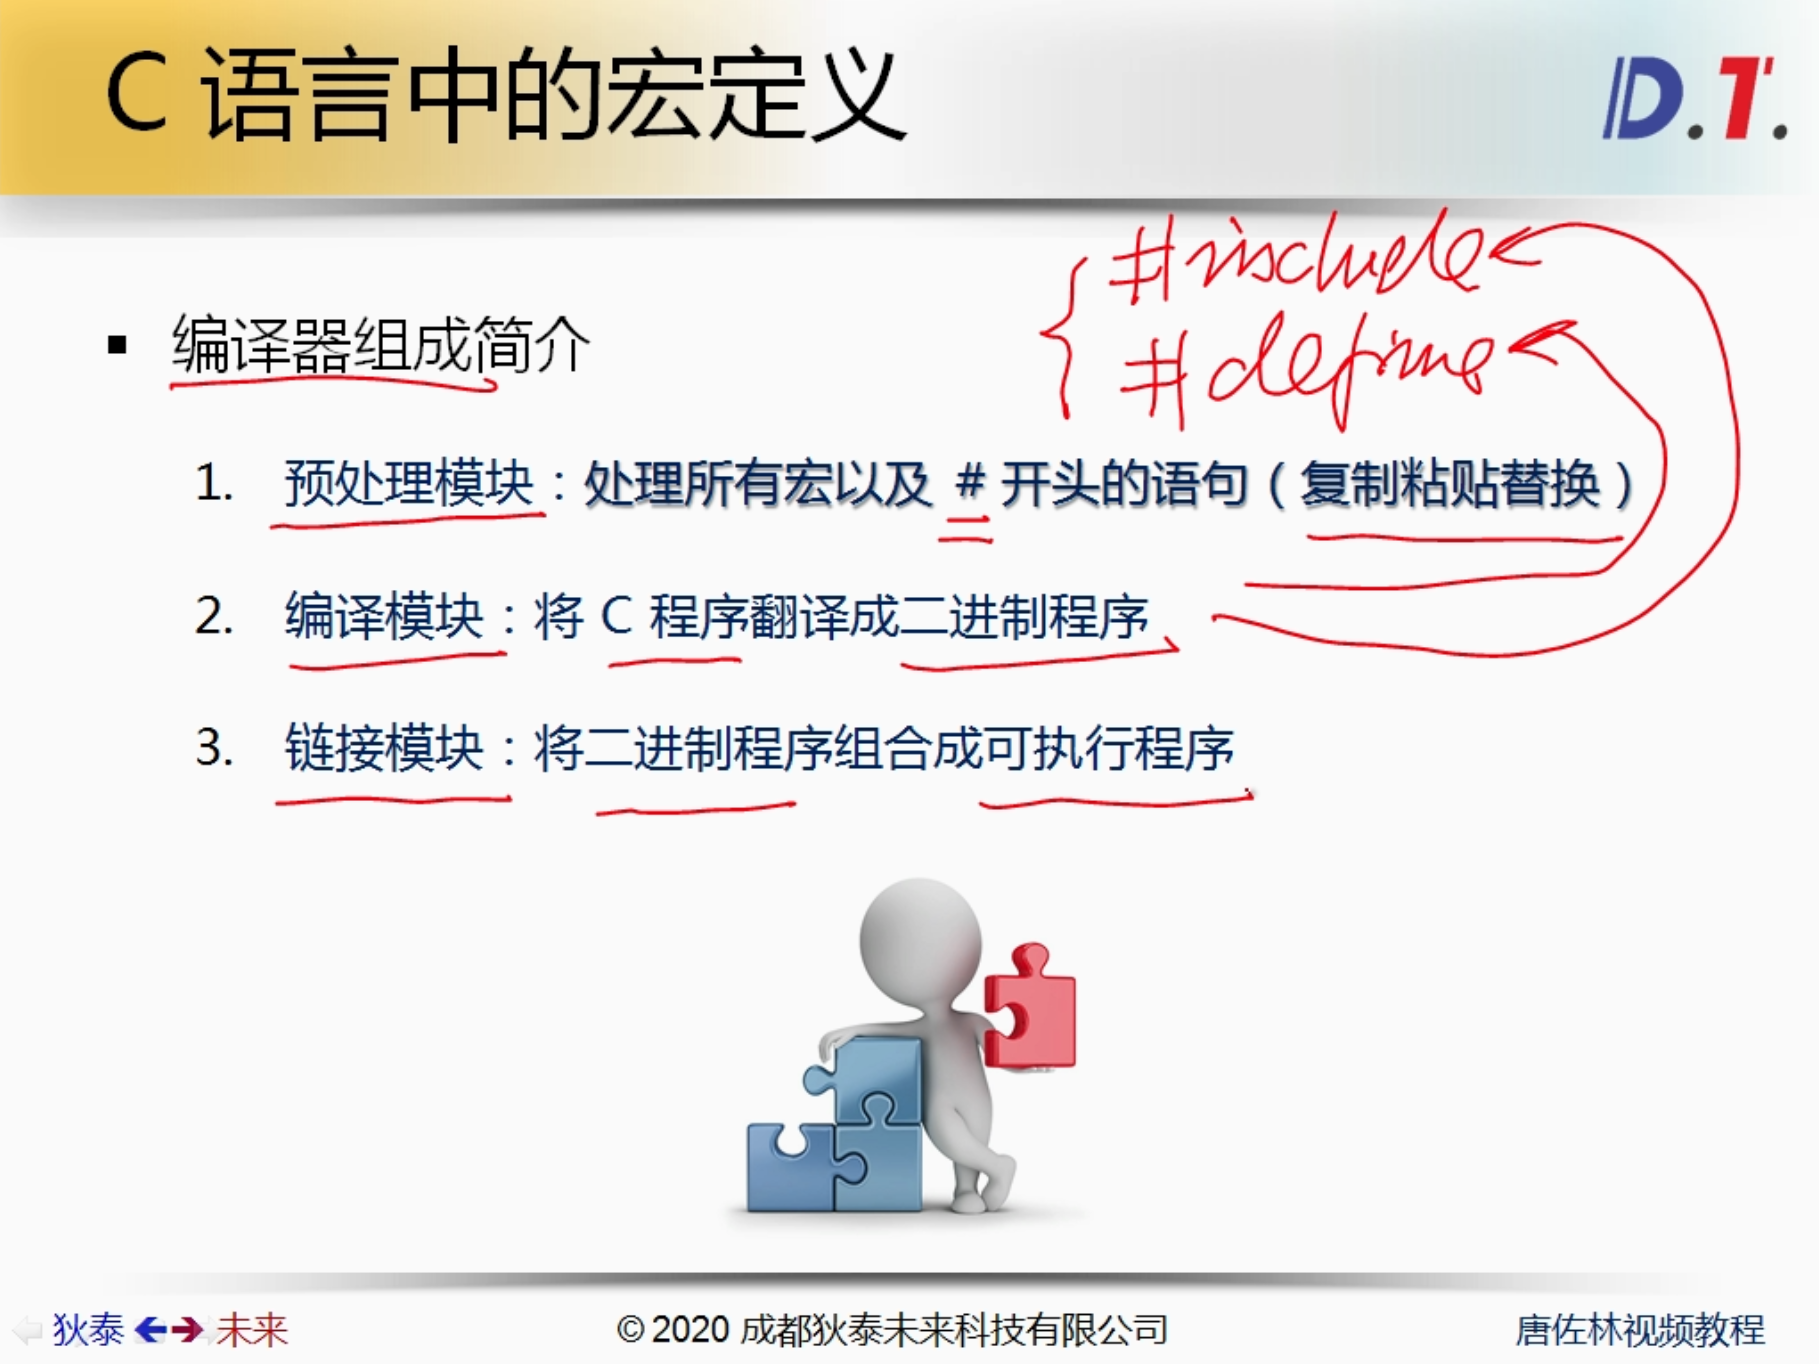 C 语言中的宏定义
D.T.
#include
#define
▪ 编译器组成简介
1. 预处理模块：处理所有宏以及 # 开头的语句（复制粘贴替换）
2. 编译模块：将 C 程序翻译成二进制程序
3. 链接模块：将二进制程序组合成可执行程序
狄泰 未来
© 2020 成都狄泰未来科技有限公司
唐佐林视频教程